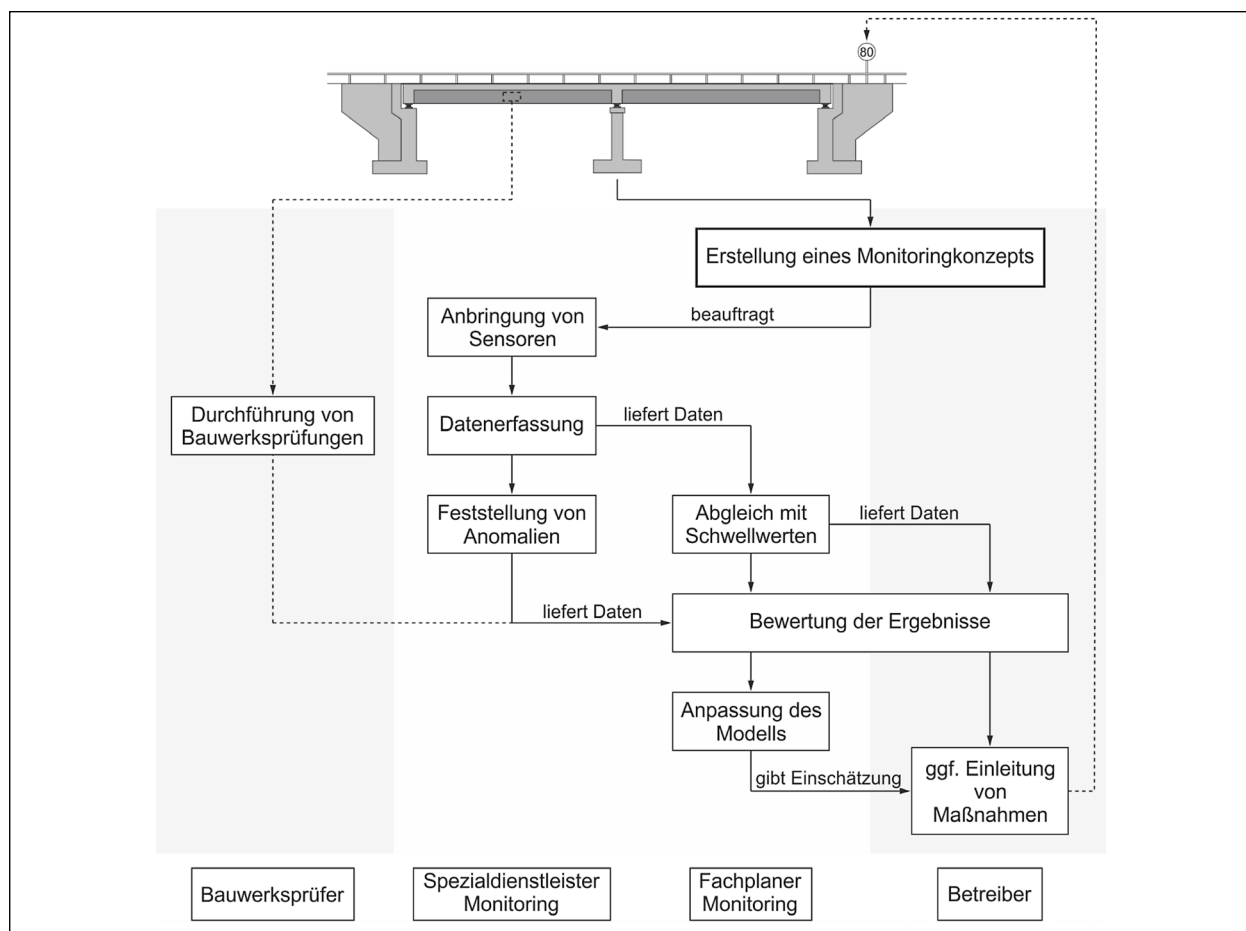 80
Erstellung eines Monitoringkonzepts
beauftragt
Anbringung von
Sensoren
Durchführung von
Bauwerksprüfungen
Datenerfassung
liefert Daten
Feststellung von
Anomalien
Abgleich mit
Schwellwerten
liefert Daten
liefert Daten
Bewertung der Ergebnisse
Anpassung des
Modells
gibt Einschätzung
ggf. Einleitung
von
Maßnahmen
Bauwerksprüfer
Spezialdienstleister
Monitoring
Fachplaner
Monitoring
Betreiber